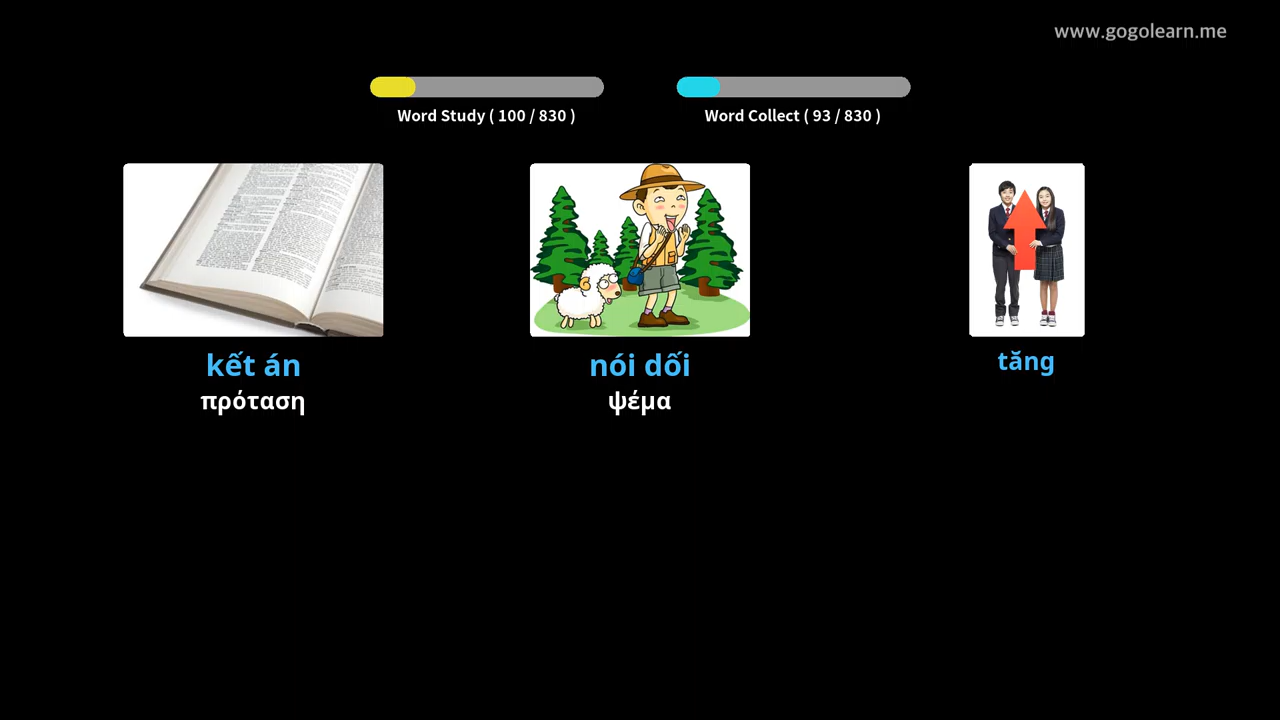 www.gogolearn.me
Word Study ( 100 / 830 )
Word Collect ( 93 / 830 )
kết án
πρόταση
nói dối
ψέμα
tăng